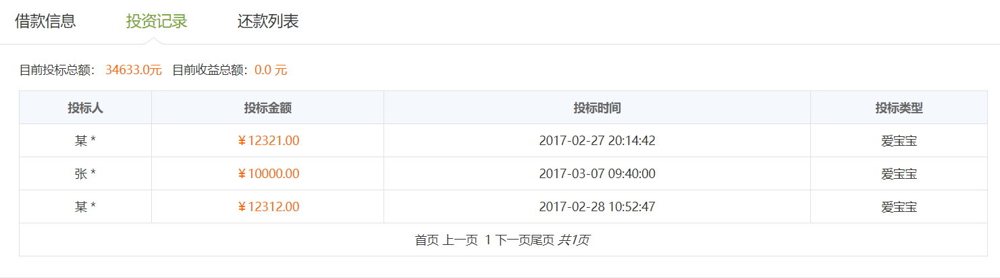 借款信息 投资记录 还款列表
目前投标总额： 34633.0元 目前收益总额：0.0 元
投标人 投标金额 投标时间 投标类型
某 * ￥12321.00 2017-02-27 20:14:42 爱宝宝
张 * ￥10000.00 2017-03-07 09:40:00 爱宝宝
某 * ￥12312.00 2017-02-28 10:52:47 爱宝宝
首页 上一页 1 下一页尾页 共1页